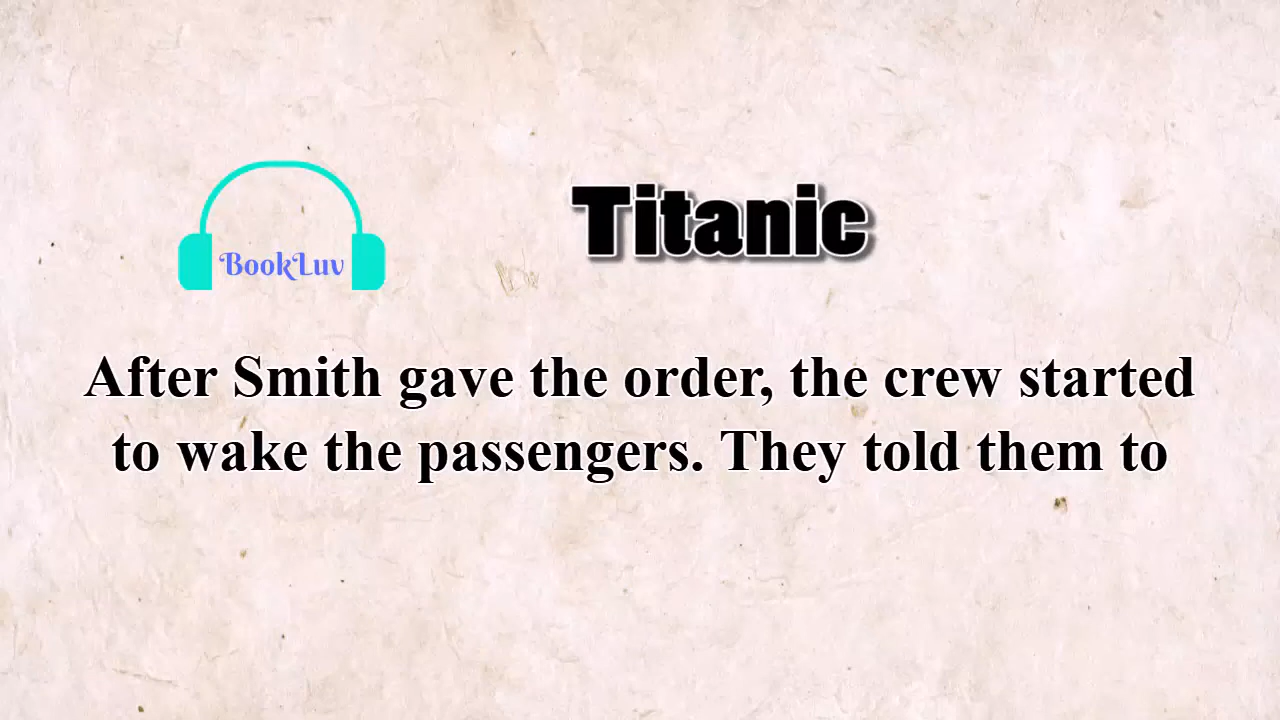 BookLuv
Titanic
After Smith gave the order, the crew started
to wake the passengers. They told them to